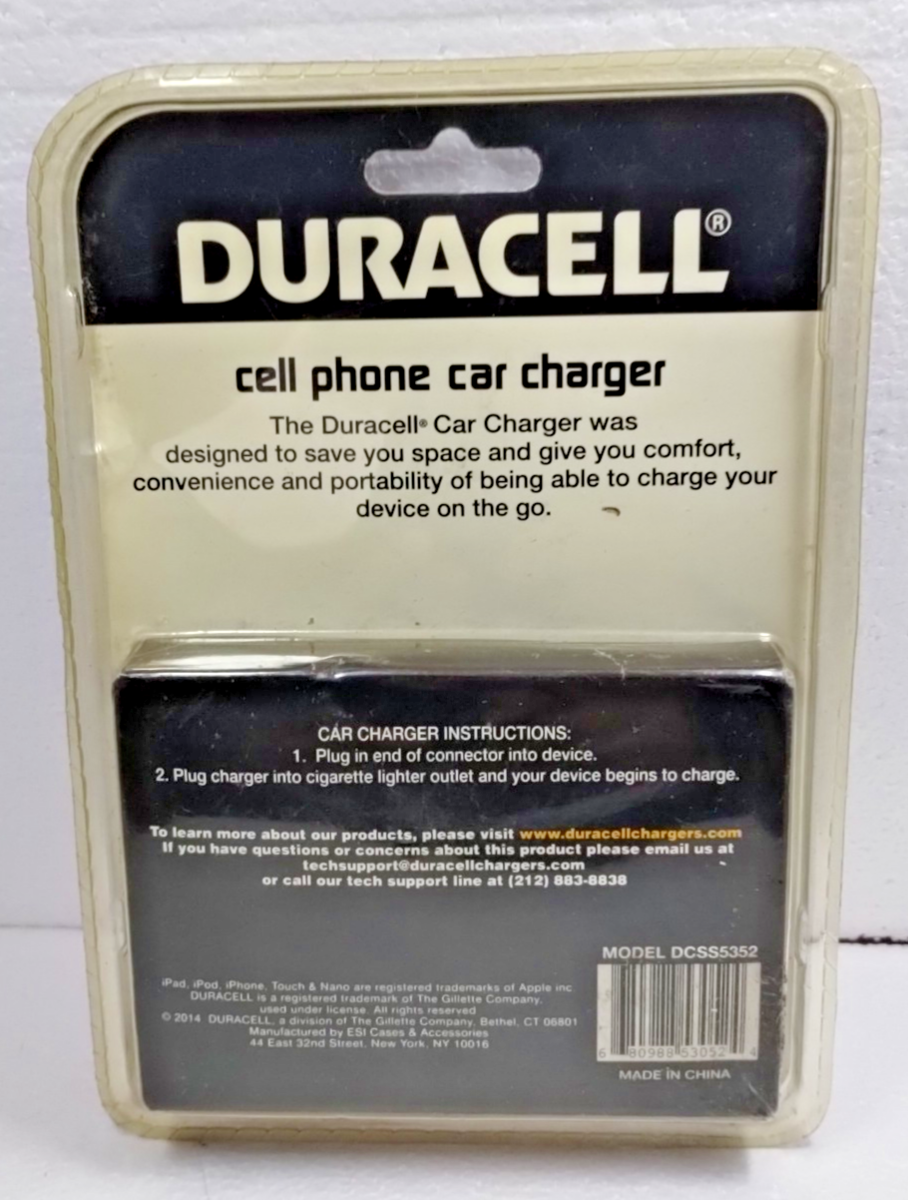 DURACELL®
cell phone car charger
The Duracell® Car Charger was
designed to save you space and give you comfort,
convenience and portability of being able to charge your
device on the go.
CAR CHARGER INSTRUCTIONS:
1. Plug in end of connector into device.
2. Plug charger into cigarette lighter outlet and your device begins to charge.
To learn more about our products, please visit www.duracellchargers.com
If you have questions or concerns about this product please email us at
techsupport@duracellchargers.com
or call our tech support line at (212) 883-8838
MODEL DCSS5352
iPad, iPod, iPhone, Touch & Nano are registered trademarks of Apple inc
DURACELL is a registered trademark of The Gillette Company,
used under license. All rights reserved
© 2014 DURACELL, a division of The Gillette Company, Bethel, CT 06801
Manufactured by ESI Cases & Accessories
44 East 32nd Street, New York, NY 10016
6 80988 53052 4
MADE IN CHINA